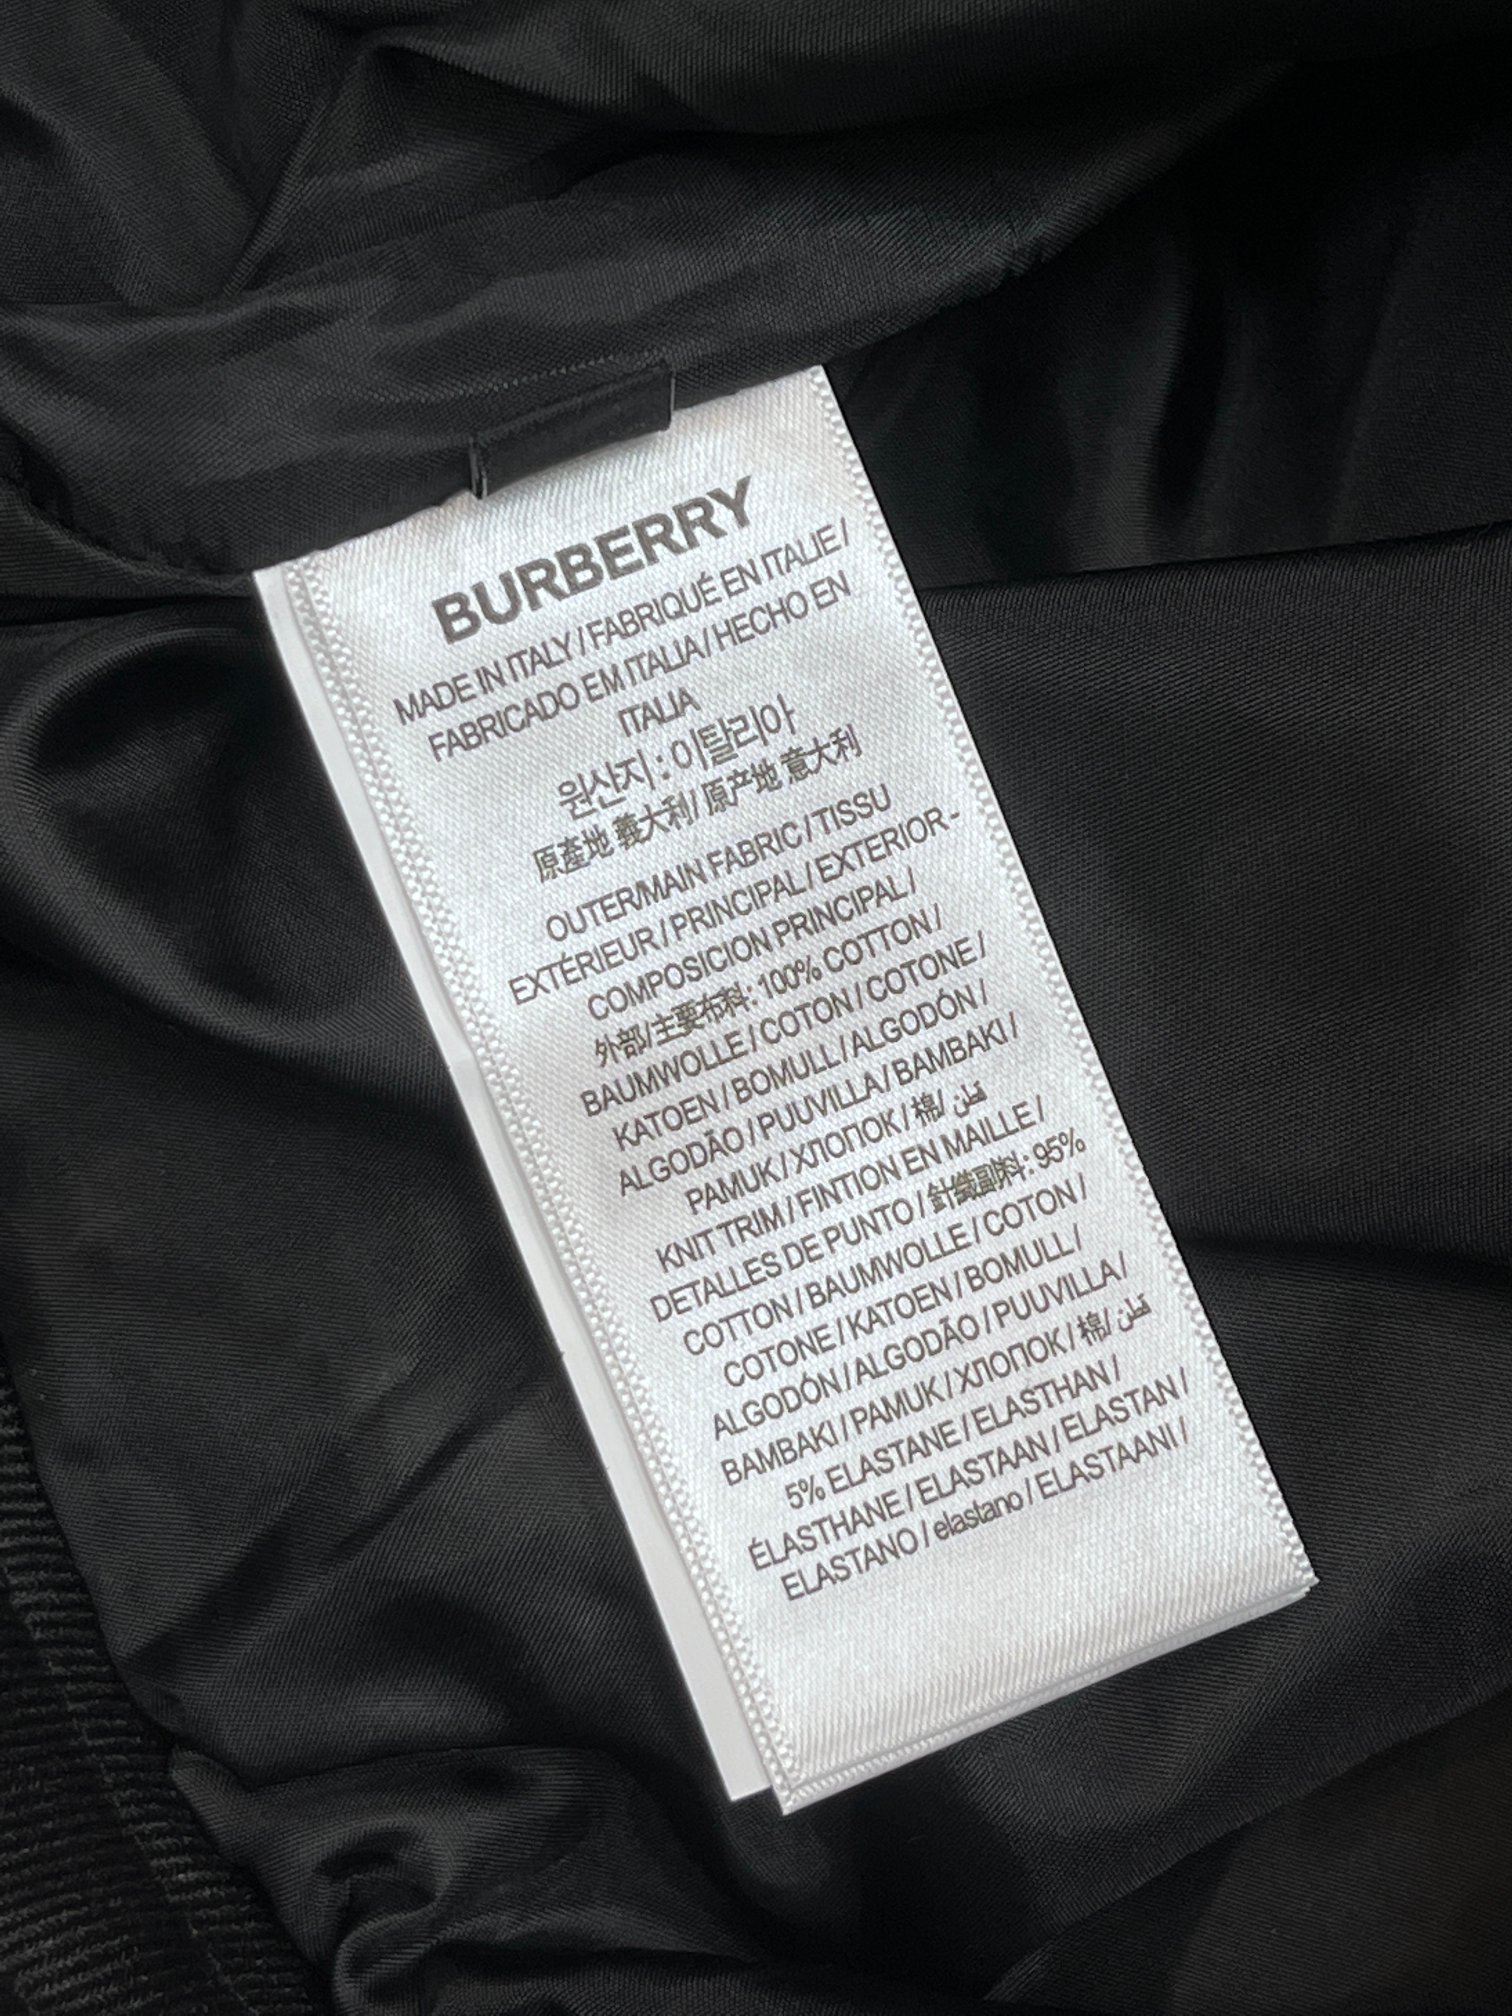 BURBERRY
MADE IN ITALY / FABRIQUÉ EN ITALIE /
FABRICADO EM ITALIA / HECHO EN
ITALIA
원산지 : 이탈리아
原產地 義大利/ 原产地 意大利
OUTER/MAIN FABRIC / TISSU
EXTÉRIEUR / PRINCIPAL / EXTERIOR -
COMPOSICION PRINCIPAL /
外部/主要布料 : 100% COTTON /
BAUMWOLLE / COTON / COTONE /
KATOEN / BOMULL / ALGODÓN /
ALGODÃO / PUUVILLA / BAMBAKI /
PAMUK / ХЛОПОК / 棉/ قطن
KNIT TRIM / FINTION EN MAILLE /
DETALLES DE PUNTO / 針織副料 : 95%
COTTON / BAUMWOLLE / COTON /
COTONE / KATOEN / BOMULL /
ALGODÓN / ALGODÃO / PUUVILLA /
BAMBAKI / PAMUK / ХЛОПОК / 棉/ قطن
5% ELASTANE / ELASTHAN /
ÉLASTHANE / ELASTAAN / ELASTAN /
ELASTANO / elastano / ELASTAANI /